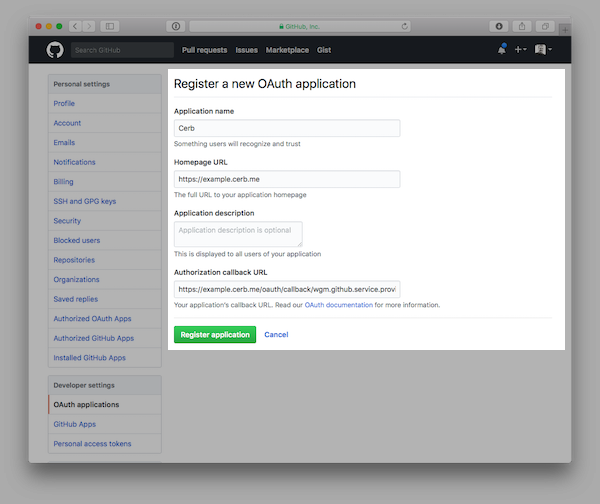 GitHub, Inc.
Search GitHub
Pull requests Issues Marketplace Gist
Personal settings
Profile
Account
Emails
Notifications
Billing
SSH and GPG keys
Security
Blocked users
Repositories
Organizations
Saved replies
Authorized OAuth Apps
Authorized GitHub Apps
Installed GitHub Apps
Developer settings
OAuth applications
GitHub Apps
Personal access tokens
Register a new OAuth application
Application name
Cerb
Something users will recognize and trust
Homepage URL
https://example.cerb.me
The full URL to your application homepage
Application description
Application description is optional
This is displayed to all users of your application
Authorization callback URL
https://example.cerb.me/oauth/callback/wgm.github.service.provi
Your application's callback URL. Read our OAuth documentation for more information.
Register application Cancel